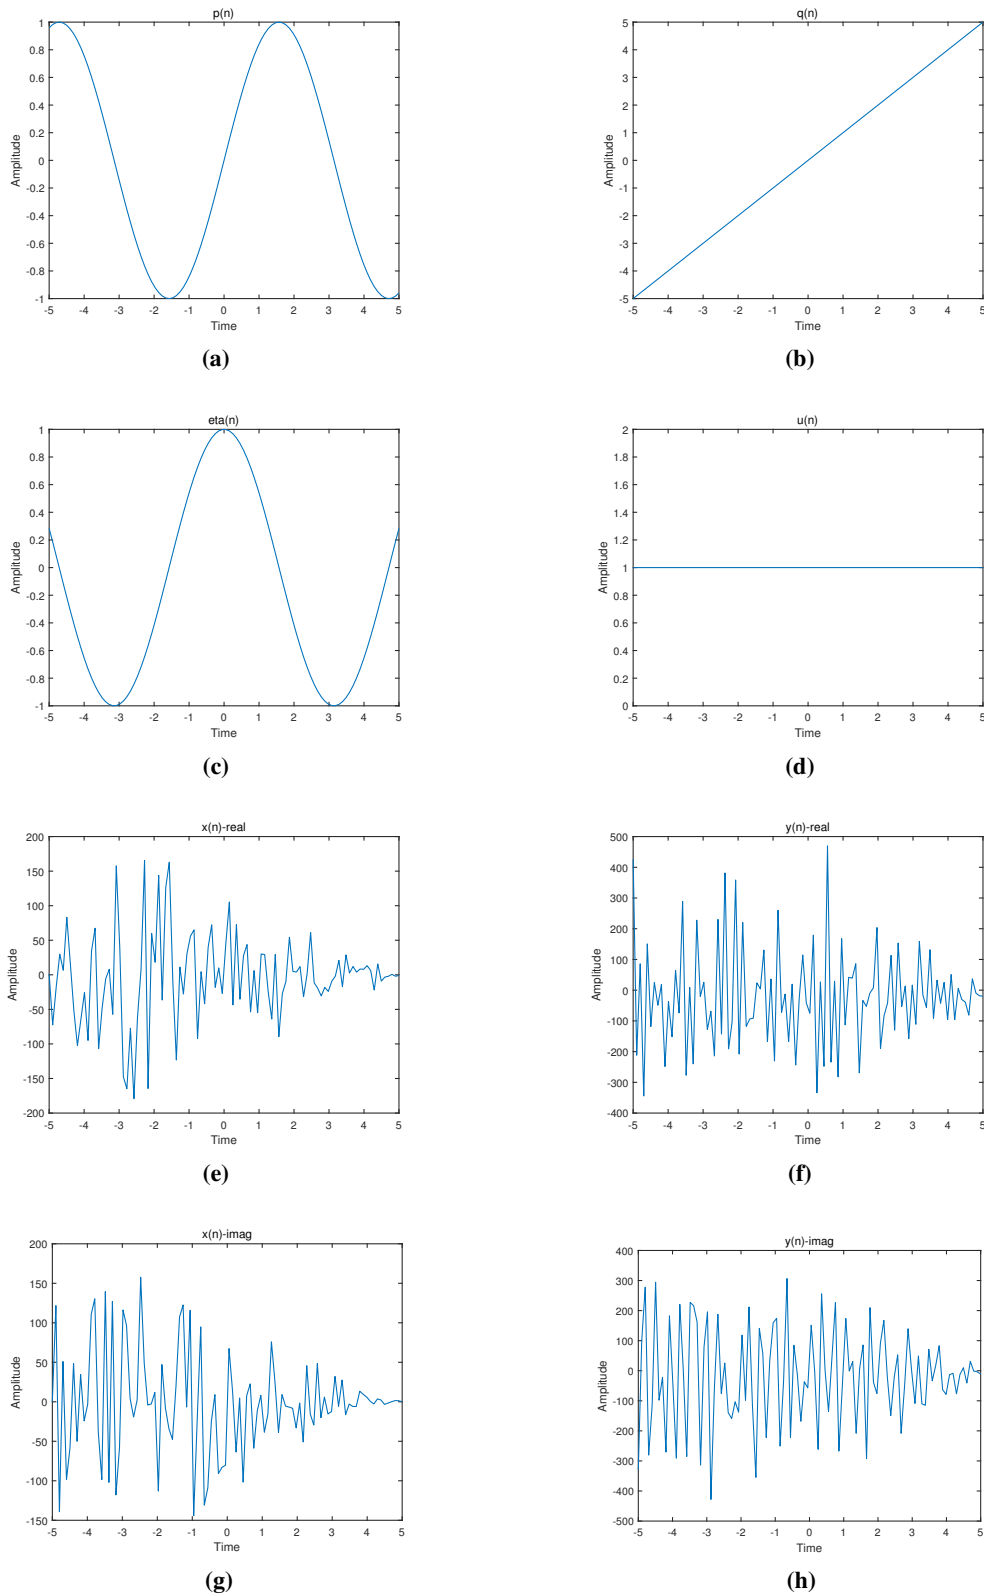 p(n)
1
0.8
0.6
0.4
0.2
0
-0.2
-0.4
-0.6
-0.8
-1
Amplitude
-5 -4 -3 -2 -1 0 1 2 3 4 5
Time
(a)
q(n)
5
4
3
2
1
0
-1
-2
-3
-4
-5
Amplitude
-5 -4 -3 -2 -1 0 1 2 3 4 5
Time
(b)
eta(n)
1
0.8
0.6
0.4
0.2
0
-0.2
-0.4
-0.6
-0.8
-1
Amplitude
-5 -4 -3 -2 -1 0 1 2 3 4 5
Time
(c)
u(n)
2
1.8
1.6
1.4
1.2
1
0.8
0.6
0.4
0.2
0
Amplitude
-5 -4 -3 -2 -1 0 1 2 3 4 5
Time
(d)
x(n)-real
200
150
100
50
0
-50
-100
-150
-200
Amplitude
-5 -4 -3 -2 -1 0 1 2 3 4 5
Time
(e)
y(n)-real
500
400
300
200
100
0
-100
-200
-300
-400
Amplitude
-5 -4 -3 -2 -1 0 1 2 3 4 5
Time
(f)
x(n)-imag
200
150
100
50
0
-50
-100
-150
Amplitude
-5 -4 -3 -2 -1 0 1 2 3 4 5
Time
(g)
y(n)-imag
400
300
200
100
0
-100
-200
-300
-400
-500
Amplitude
-5 -4 -3 -2 -1 0 1 2 3 4 5
Time
(h)